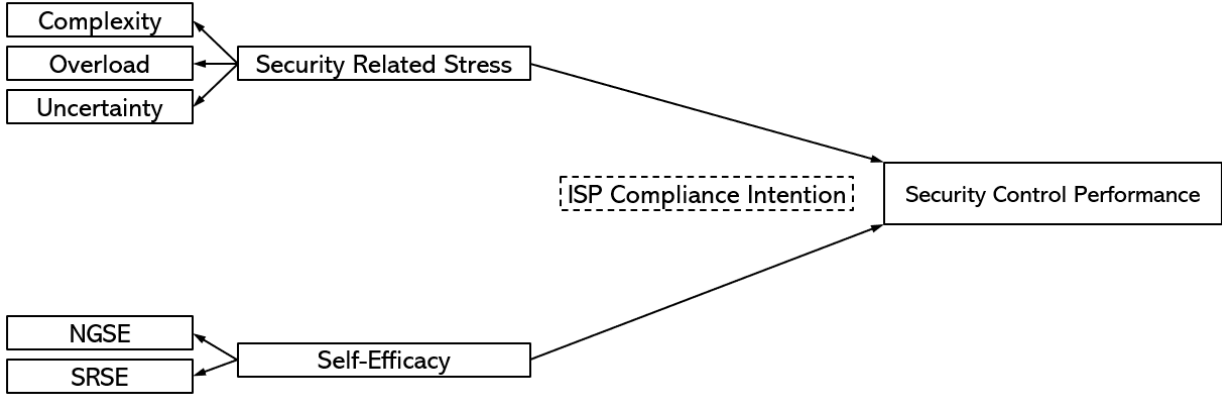 Complexity
Overload
Uncertainty
Security Related Stress
ISP Compliance Intention
Security Control Performance
NGSE
SRSE
Self-Efficacy